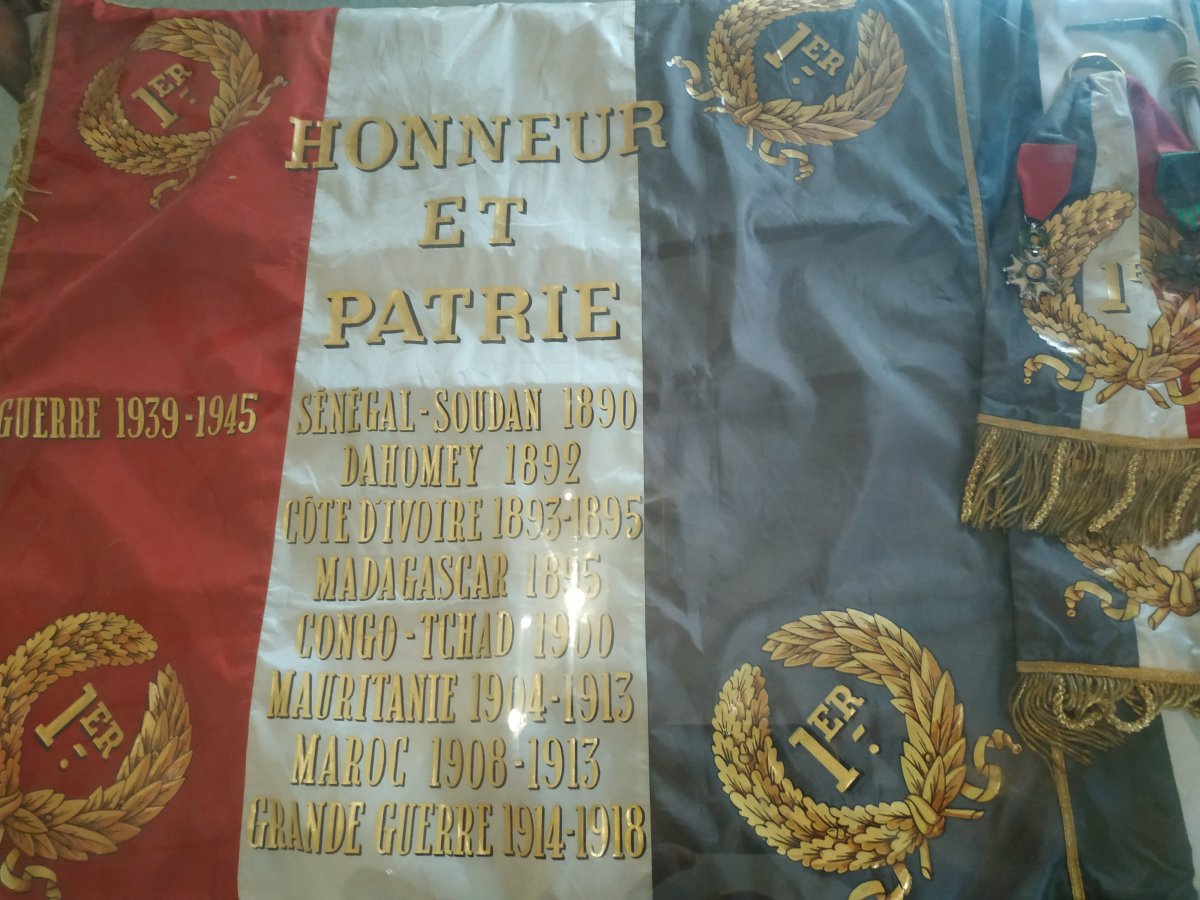 1ER
1ER
HONNEUR
ET
PATRIE
1E
GUERRE 1939-1945
SÉNÉGAL-SOUDAN 1890
DAHOMEY 1892
CÔTE D'IVOIRE 1893-1895
MADAGASCAR 1895
CONGO-TCHAD 1900
MAURITANIE 1904-1913
MAROC 1908-1913
GRANDE GUERRE 1914-1918
1ER
1ER